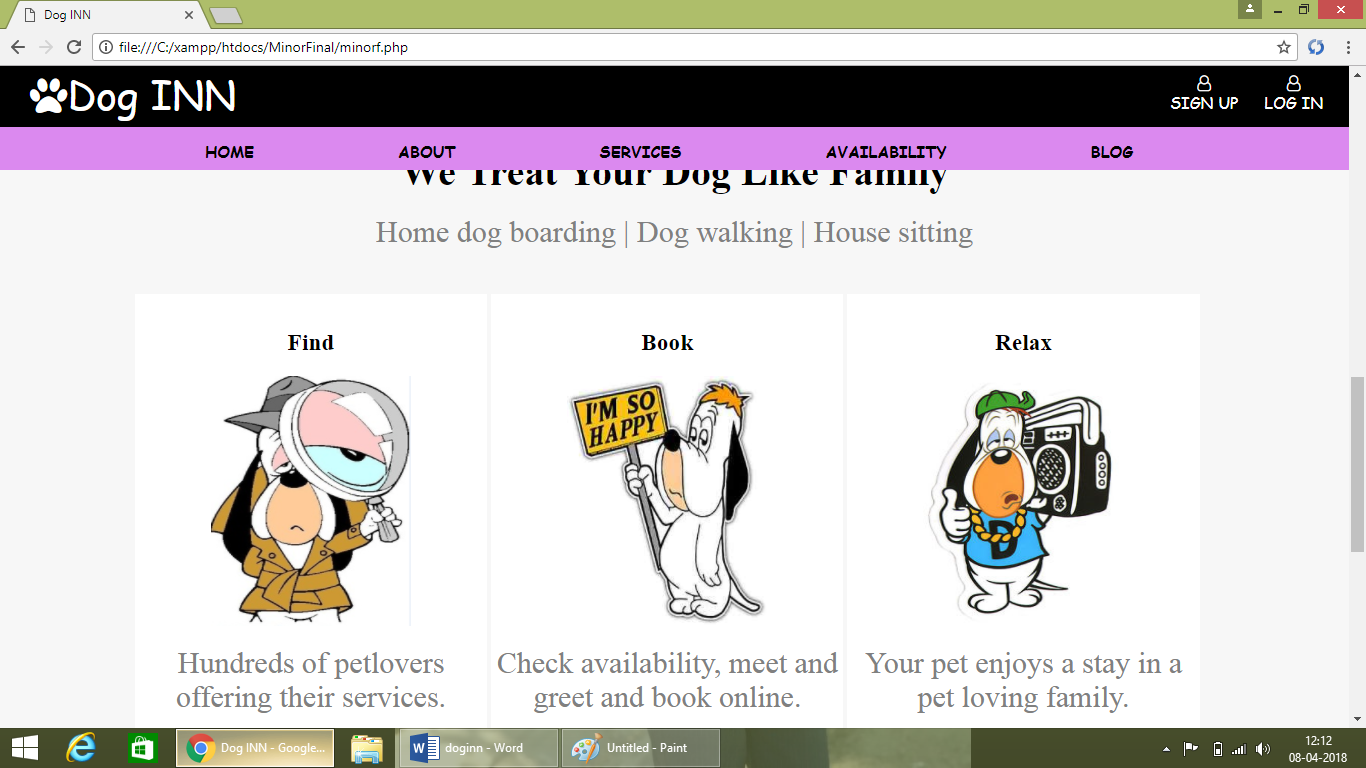 Dog INN
file:///C:/xampp/htdocs/MinorFinal/minorf.php
Dog INN
SIGN UP
LOG IN
HOME
ABOUT
SERVICES
AVAILABILITY
BLOG
We Treat Your Dog Like Family
Home dog boarding | Dog walking | House sitting
Find
Book
Relax
I'M SO
HAPPY
D
Hundreds of petlovers
offering their services.
Check availability, meet and
greet and book online.
Your pet enjoys a stay in a
pet loving family.
Dog INN - Google...
doginn - Word
Untitled - Paint
12:12
08-04-2018